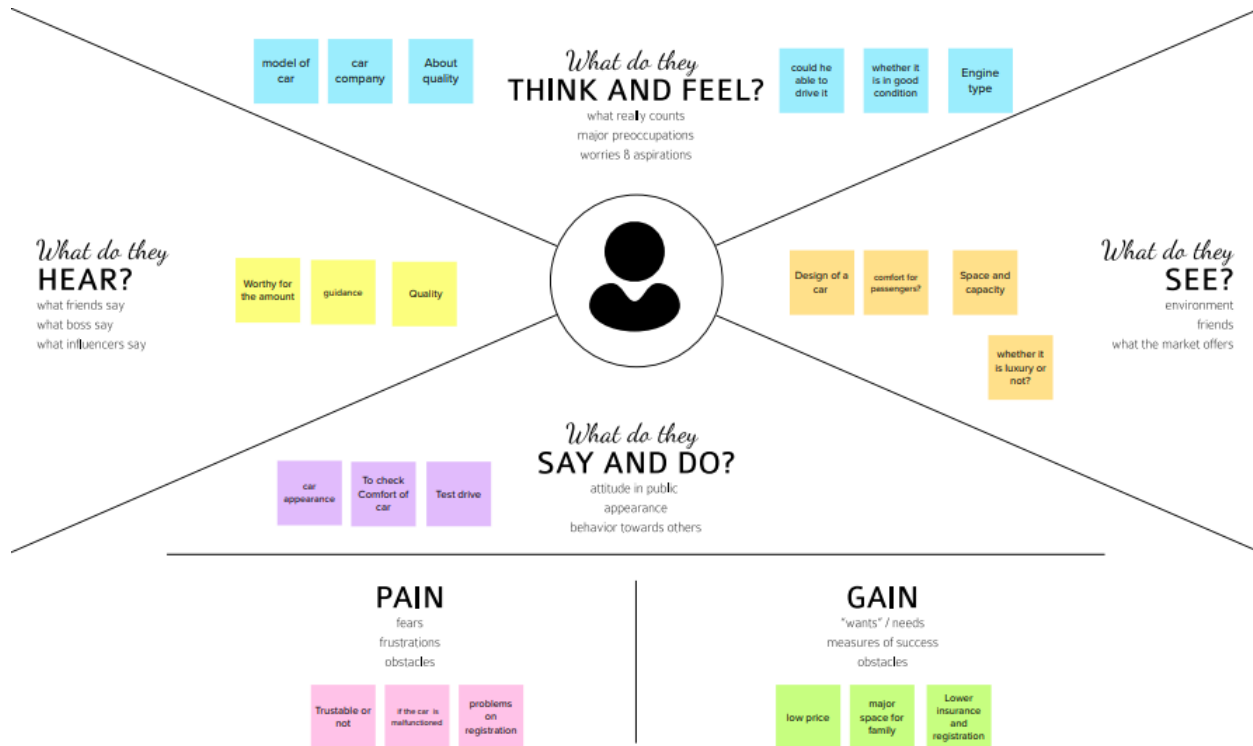 model of
car
car
company
About
quality
What do they
THINK AND FEEL?
what really counts
major preoccupations
worries & aspirations
could he
able to
drive it
whether it
is in good
condition
Engine
type
What do they
HEAR?
what friends say
what boss say
what influencers say
Worthy for
the amount
guidance
Quality
Design of a
car
comfort for
passengers?
Space and
capacity
whether it
is luxury or
not?
What do they
SEE?
environment
friends
what the market offers
What do they
SAY AND DO?
attitude in public
appearance
behavior towards others
car
appearance
To check
Comfort of
car
Test drive
PAIN
fears
frustrations
obstacles
Trustable or
not
if the car is
malfunctioned
problems
on
registration
GAIN
"wants" / needs
measures of success
obstacles
low price
major
space for
family
Lower
insurance
and
registration